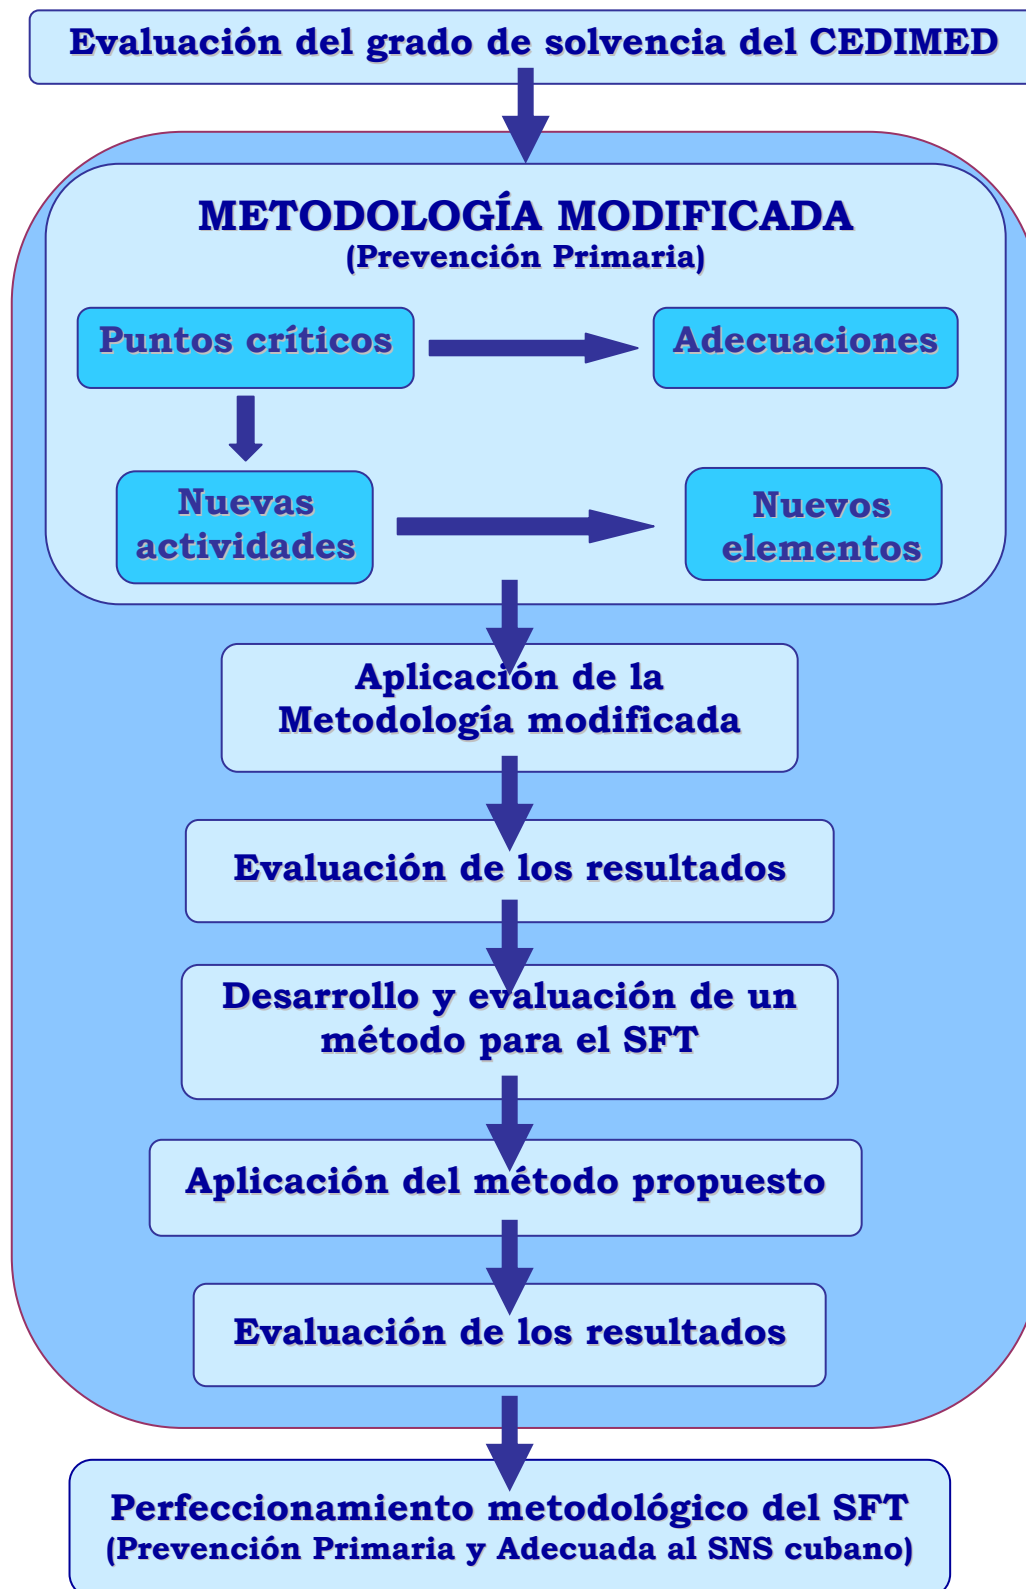 Evaluación del grado de solvencia del CEDIMED
METODOLOGÍA MODIFICADA
(Prevención Primaria)
Puntos críticos
Adecuaciones
Nuevas
actividades
Nuevos
elementos
Aplicación de la
Metodología modificada
Evaluación de los resultados
Desarrollo y evaluación de un
método para el SFT
Aplicación del método propuesto
Evaluación de los resultados
Perfeccionamiento metodológico del SFT
(Prevención Primaria y Adecuada al SNS cubano)